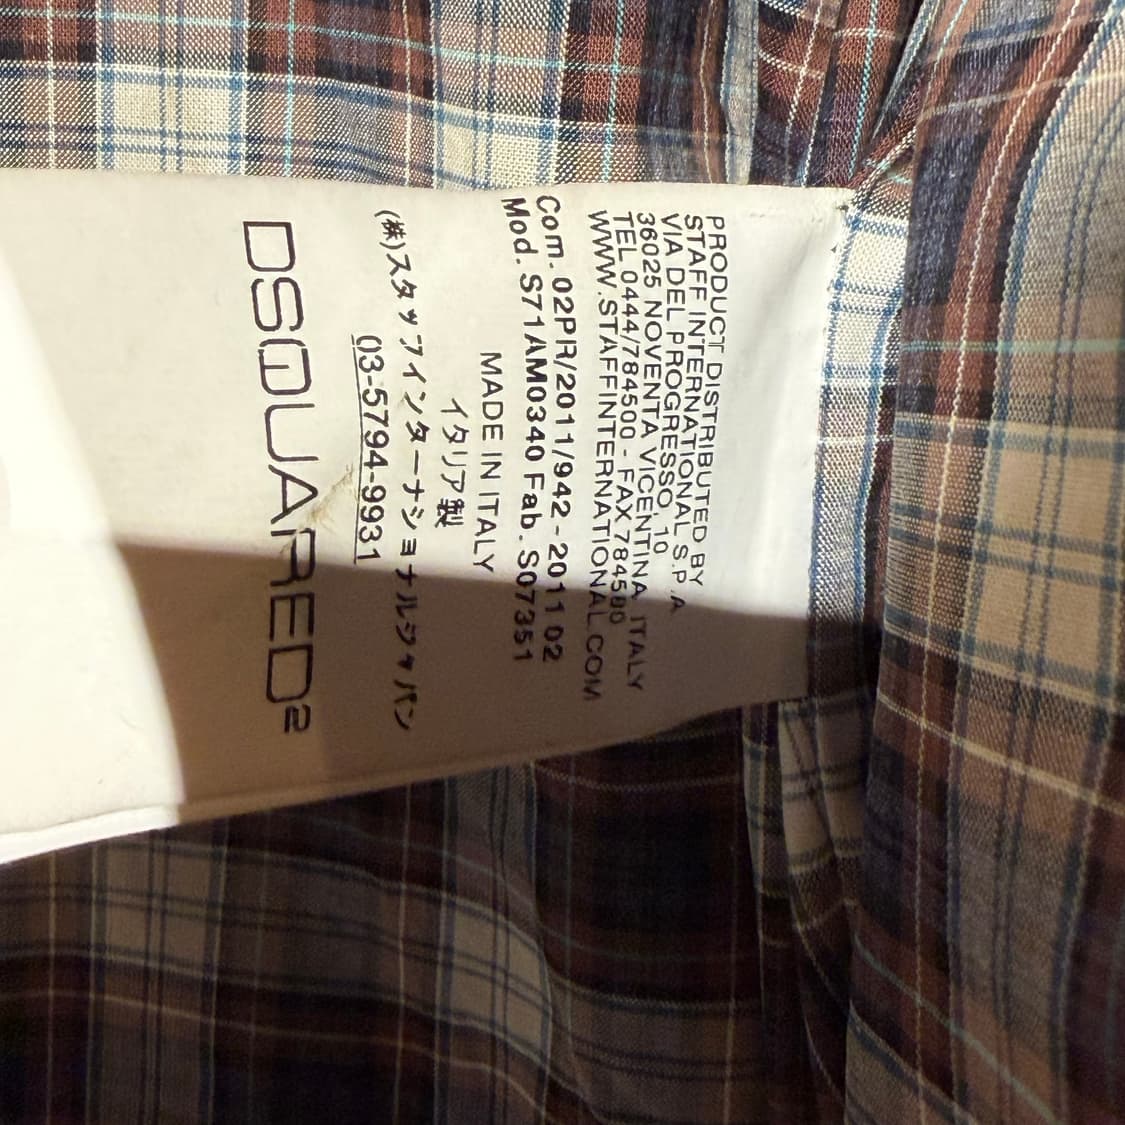 PRODUCT DISTRIBUTED BY
STAFF INTERNATIONAL S.P.A.
VIA DEL PROGRESSO, 10
36025 NOVENTA VICENTINA, ITALY
TEL 0444/784500 - FAX 784500
WWW.STAFFINTERNATIONAL.COM
Com. 02PR/2011/942 - 2011 02
Mod. S71AM0340 Fab. S07351
MADE IN ITALY
イタリア製
(株)スタッフインターナショナルジャパン
03-5794-9931
DSQUARED2